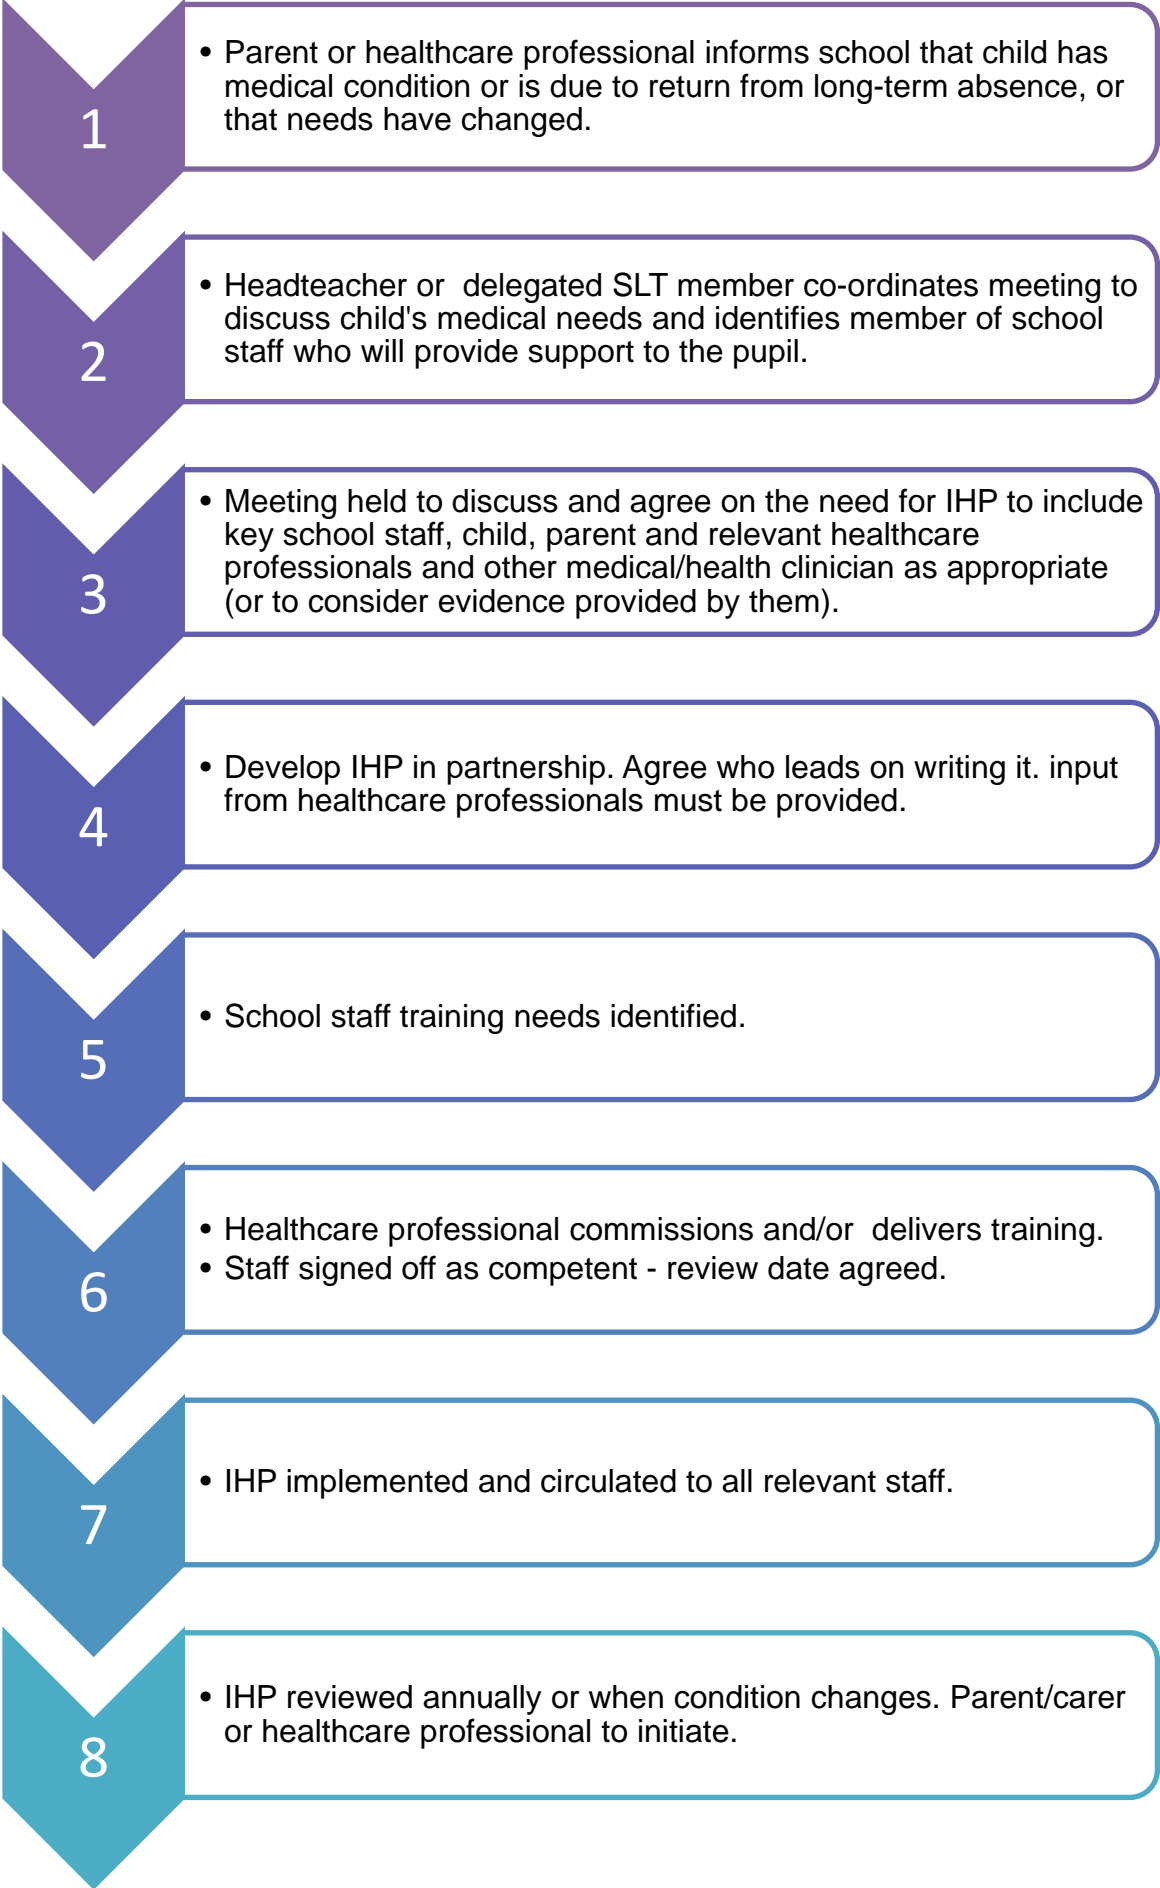 1
• Parent or healthcare professional informs school that child has
medical condition or is due to return from long-term absence, or
that needs have changed.
2
• Headteacher or  delegated SLT member co-ordinates meeting to
discuss child's medical needs and identifies member of school
staff who will provide support to the pupil.
3
• Meeting held to discuss and agree on the need for IHP to include
key school staff, child, parent and relevant healthcare
professionals and other medical/health clinician as appropriate
(or to consider evidence provided by them).
4
• Develop IHP in partnership. Agree who leads on writing it. input
from healthcare professionals must be provided.
5
• School staff training needs identified.
6
• Healthcare professional commissions and/or  delivers training.
• Staff signed off as competent - review date agreed.
7
• IHP implemented and circulated to all relevant staff.
8
• IHP reviewed annually or when condition changes. Parent/carer
or healthcare professional to initiate.